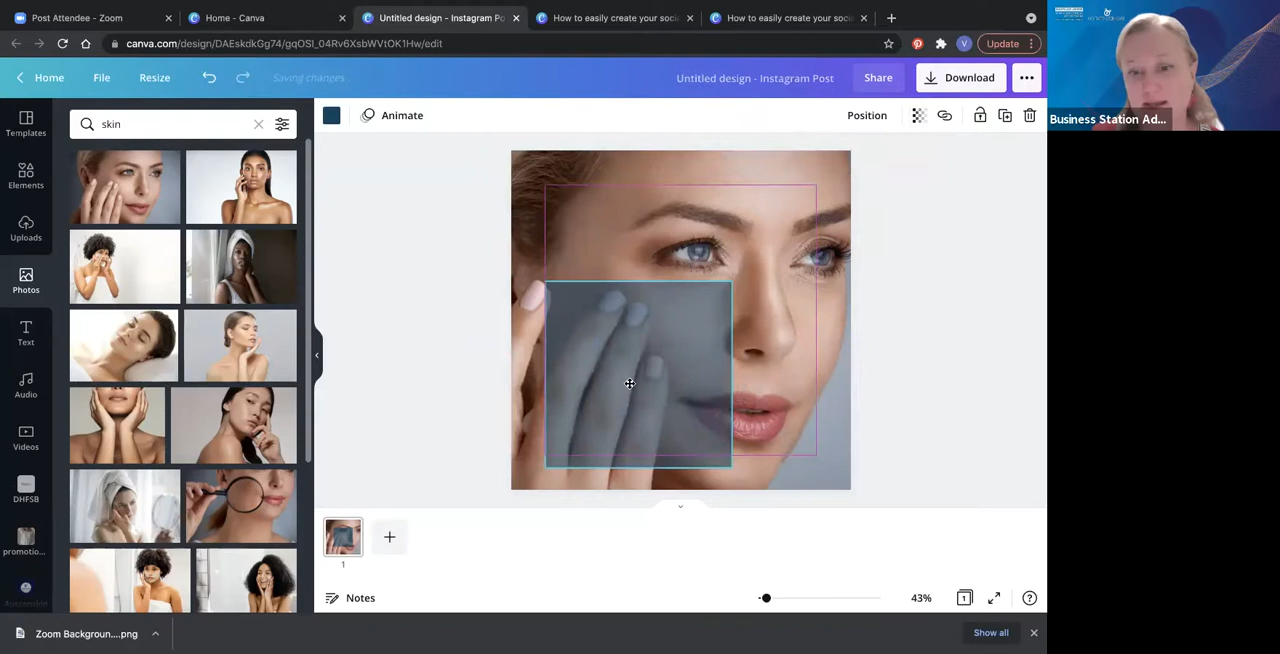 Post Attendee - Zoom
Home - Canva
Untitled design - Instagram Post
How to easily create your soci
How to easily create your soci
canva.com/design/DAEskdkGg74/gqOSI_04Rv6XsbWVtOK1Hw/edit
V
Update
Home
File
Resize
Saving changes...
Untitled design - Instagram Post
Share
Download
Business Station Ad...
Templates
Elements
Uploads
Photos
Text
Audio
Videos
DHFSB
promotio...
skin
Animate
Position
1
Notes
43%
1
Zoom Backgroun....png
Show all